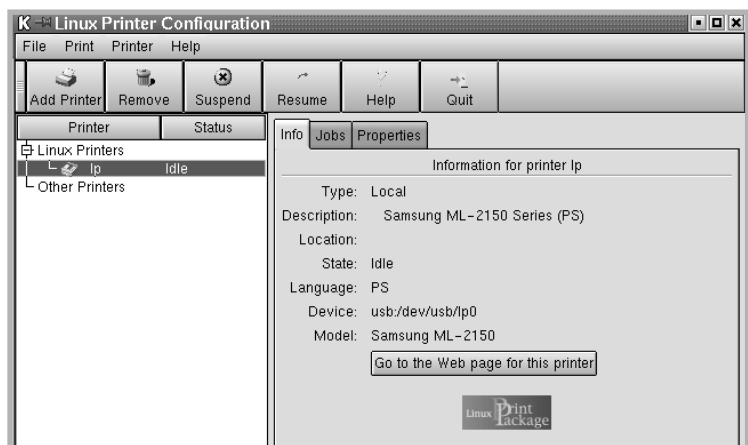 Linux Printer Configuration
File Print Printer Help
Add Printer Remove Suspend Resume Help Quit
Printer Status
Linux Printers
lp Idle
Other Printers
Info Jobs Properties
Information for printer lp
Type: Local
Description: Samsung ML-2150 Series (PS)
Location:
State: Idle
Language: PS
Device: usb:/dev/usb/lp0
Model: Samsung ML-2150
Go to the Web page for this printer
Linux Print Package